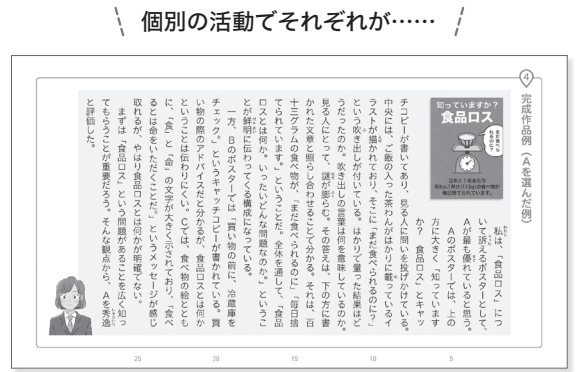 個別の活動でそれぞれが……
④ 完成作品例（Aを選んだ例）
知っていますか?
食品ロス
まだ食べられるのに?
日本人1名あたり
茶わん1杯分(113g)の食べ物が
毎日捨てられています。
私は、「食品ロス」につ
いて訴えるポスターとして、
Aが最も優れていると思う。
Aのポスターでは、上の
方に大きく「知っています
か?　食品ロス」とキャッ
チコピーが書いてあり、見る人に問いを投げかけている。
中央には、ご飯の入った茶わんがはかりに載っているイ
ラストが描かれており、そこに「まだ食べられるのに?」
という吹き出しが付いている。はかりで量った結果はど
うだったのか。吹き出しの言葉は何を意味しているのか。
見る人にとって、謎が膨らむ。その答えは、下の方に書
かれた文章と照らし合わせることで分かる。それは、百
十三グラムの食べ物が、「まだ食べられるのに」「毎日捨
てられています。」ということだ。全体を通して、「食品
ロスとは何か。いったいどんな問題なのか。」というこ
とが鮮明に伝わってくる構成になっている。
一方、Bのポスターでは「買い物の前に、冷蔵庫を
チェック。」というキャッチコピーが書かれている。買
い物の際のアドバイスだと分かるが、食品ロスとは何か
ということは伝わりにくい。Cでは、食べ物の絵ととも
に、「食」と「命」の文字が大きく示されており、「食べ
るとは命をいただくことだ。」というメッセージが感じ
取れるが、やはり食品ロスとは何かが明確でない。
まずは「食品ロス」という問題があることを広く知っ
てもらうことが重要だろう。そんな観点から、Aを秀逸
と評価した。
わたし
しゅういつ
5
10
15
20
25